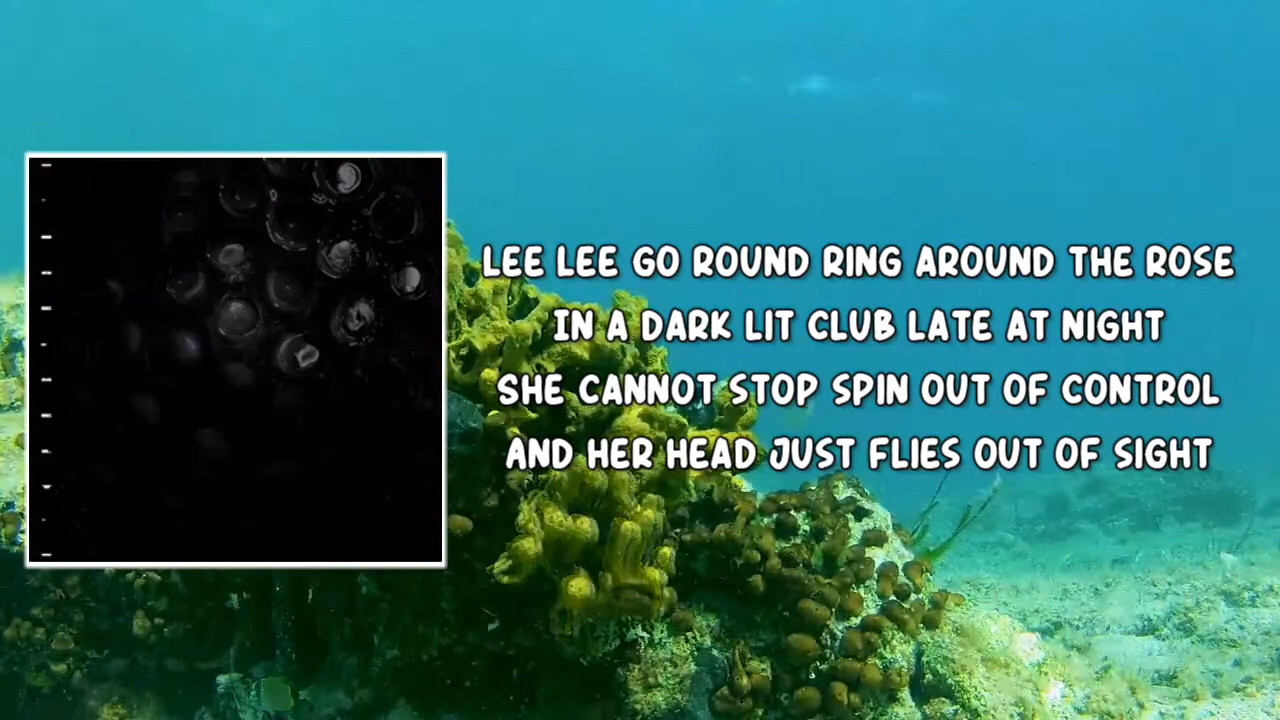 LEE LEE GO ROUND RING AROUND THE ROSE
IN A DARK LIT CLUB LATE AT NIGHT
SHE CANNOT STOP SPIN OUT OF CONTROL
AND HER HEAD JUST FLIES OUT OF SIGHT